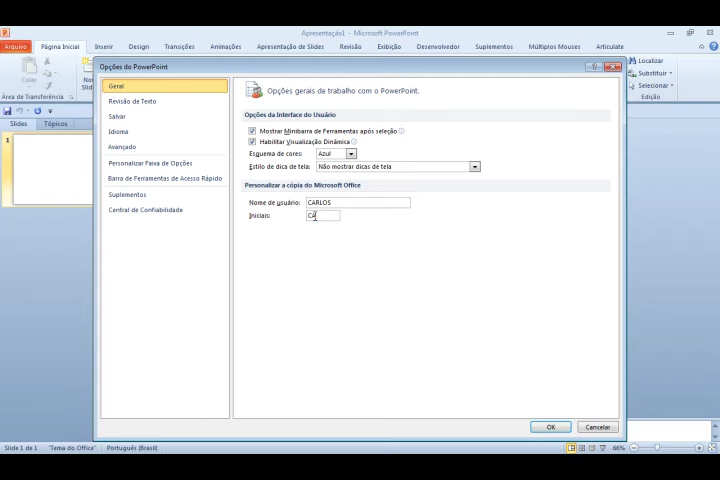 Apresentação1 - Microsoft PowerPoint
Arquivo Página Inicial Inserir Design Transições Animações Apresentação de Slides Revisão Exibição Desenvolvedor Suplementos Múltiplos Mouses Articulate
Colar
Área de Transferência
Localizar
Substituir
Selecionar
Edição
Slides Tópicos
1
Opções do PowerPoint
Geral
Revisão de Texto
Salvar
Idioma
Avançado
Personalizar Faixa de Opções
Barra de Ferramentas de Acesso Rápido
Suplementos
Central de Confiabilidade
Opções gerais de trabalho com o PowerPoint.
Opções da Interface do Usuário
Mostrar Minibarra de Ferramentas após seleção
Habilitar Visualização Dinâmica
Esquema de cores: Azul
Estilo de dica de tela: Não mostrar dicas de tela
Personalizar a cópia do Microsoft Office
Nome de usuário: CARLOS
Iniciais: CA
OK Cancelar
Slide 1 de 1 "Tema do Office" Português (Brasil) 66%